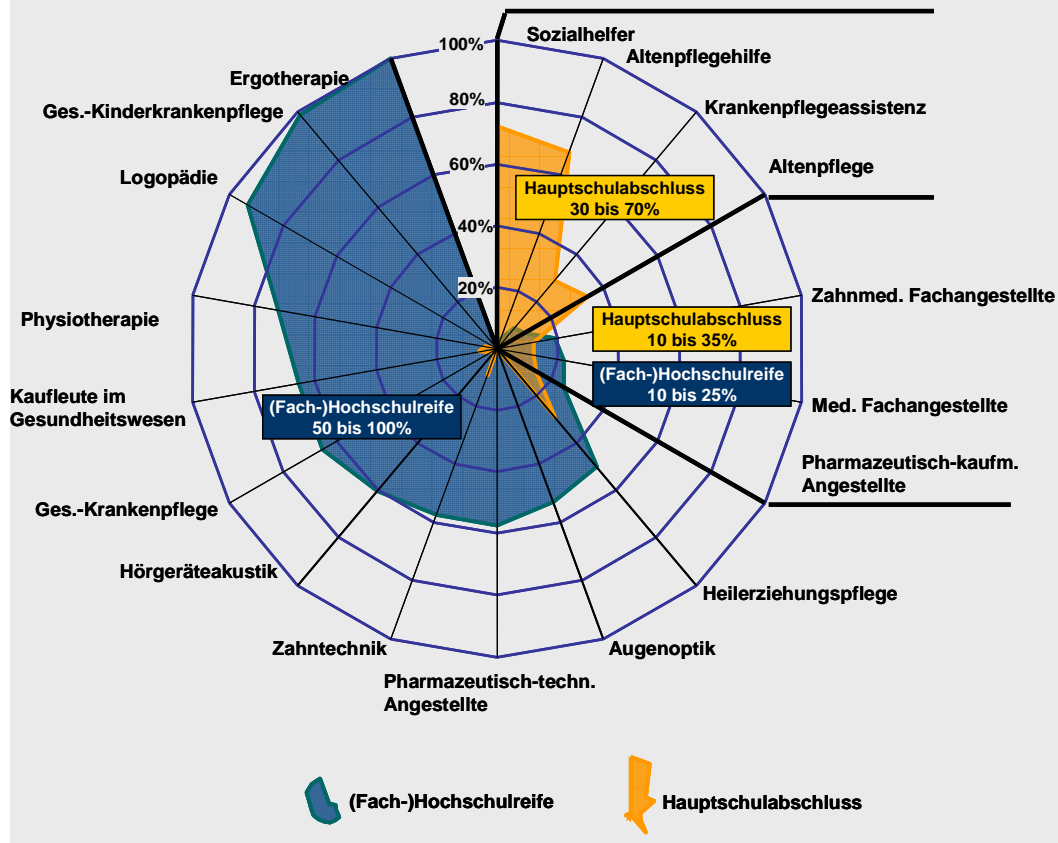 Sozialhelfer
100%
Altenpflegehilfe
Ergotherapie
80%
Krankenpflegeassistenz
Ges.-Kinderkrankenpflege
60%
Altenpflege
Logopädie
Hauptschulabschluss
30 bis 70%
40%
20%
Zahnmed. Fachangestellte
Physiotherapie
Hauptschulabschluss
10 bis 35%
(Fach-)Hochschulreife
10 bis 25%
Kaufleute im
Gesundheitswesen
(Fach-)Hochschulreife
50 bis 100%
Med. Fachangestellte
Pharmazeutisch-kaufm.
Angestellte
Ges.-Krankenpflege
Hörgeräteakustik
Heilerziehungspflege
Zahntechnik
Augenoptik
Pharmazeutisch-techn.
Angestellte
(Fach-)Hochschulreife
Hauptschulabschluss